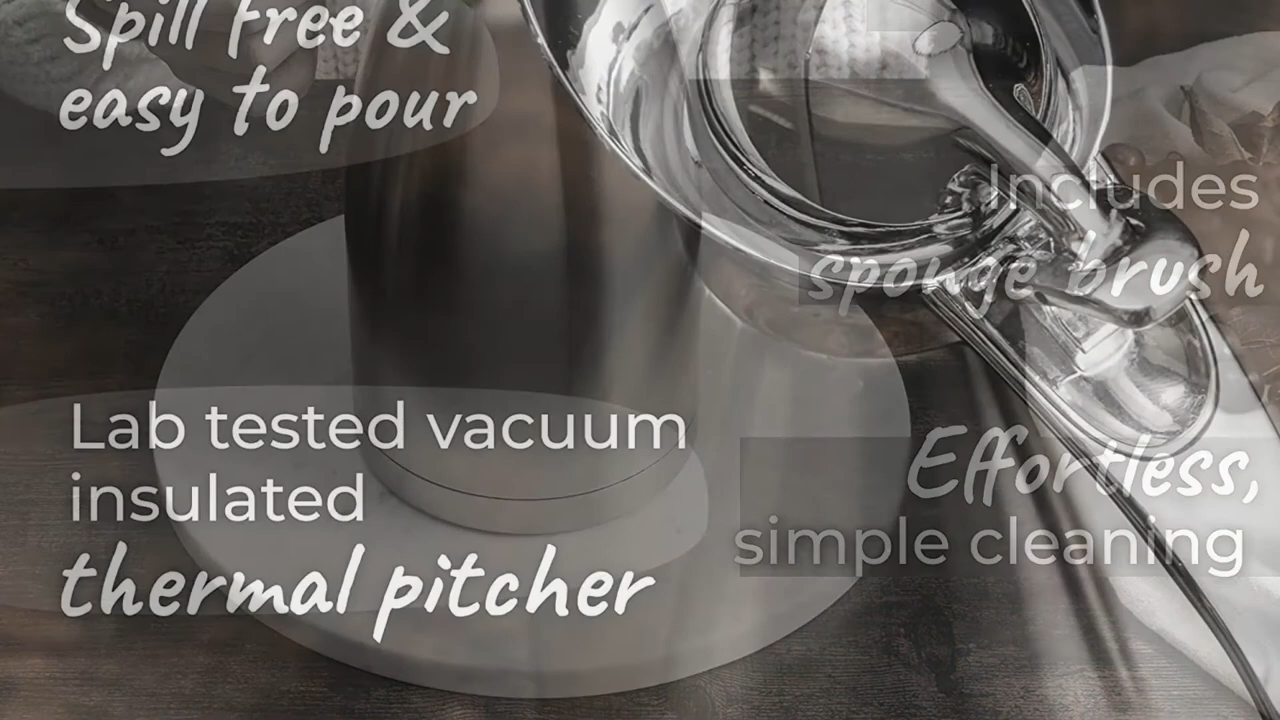 Spill free &
easy to pour
Includes
sponge brush
Lab tested vacuum
insulated
thermal pitcher
Effortless,
simple cleaning